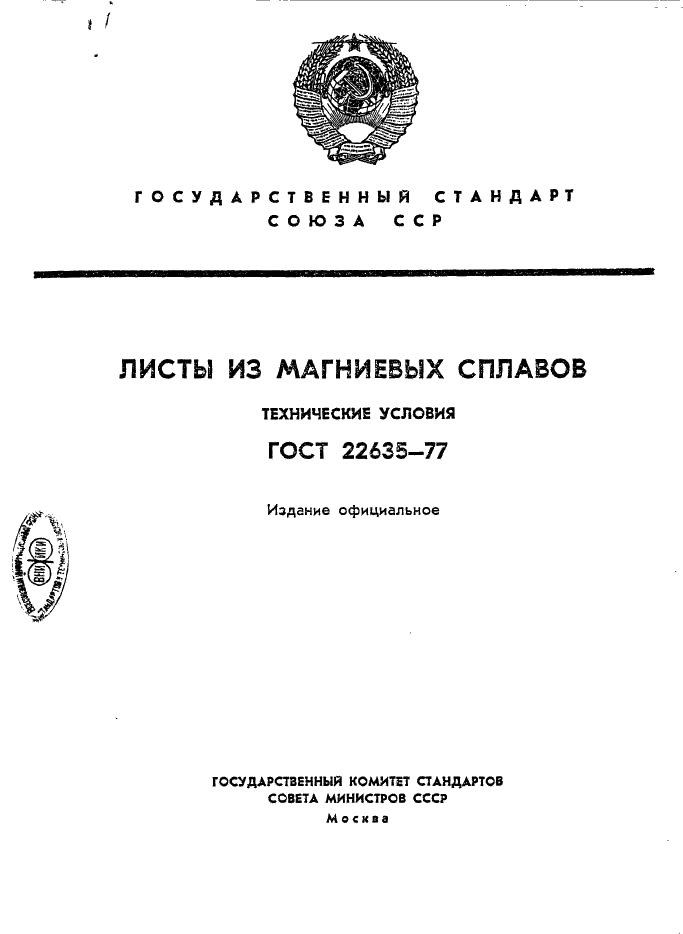 ГОСУДАРСТВЕННЫЙ СТАНДАРТ
СОЮЗА ССР
ЛИСТЫ ИЗ МАГНИЕВЫХ СПЛАВОВ
ТЕХНИЧЕСКИЕ УСЛОВИЯ
ГОСТ 22635—77
Издание официальное
ГОСУДАРСТВЕННЫЙ КОМИТЕТ СТАНДАРТОВ
СОВЕТА МИНИСТРОВ СССР
Москва